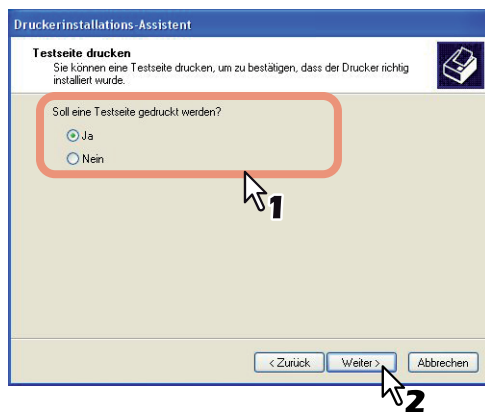 Druckerinstallations-Assistent
Testseite drucken
Sie können eine Testseite drucken, um zu bestätigen, dass der Drucker richtig
installiert wurde.
Soll eine Testseite gedruckt werden?
Ja
Nein
1
< Zurück Weiter > Abbrechen
2